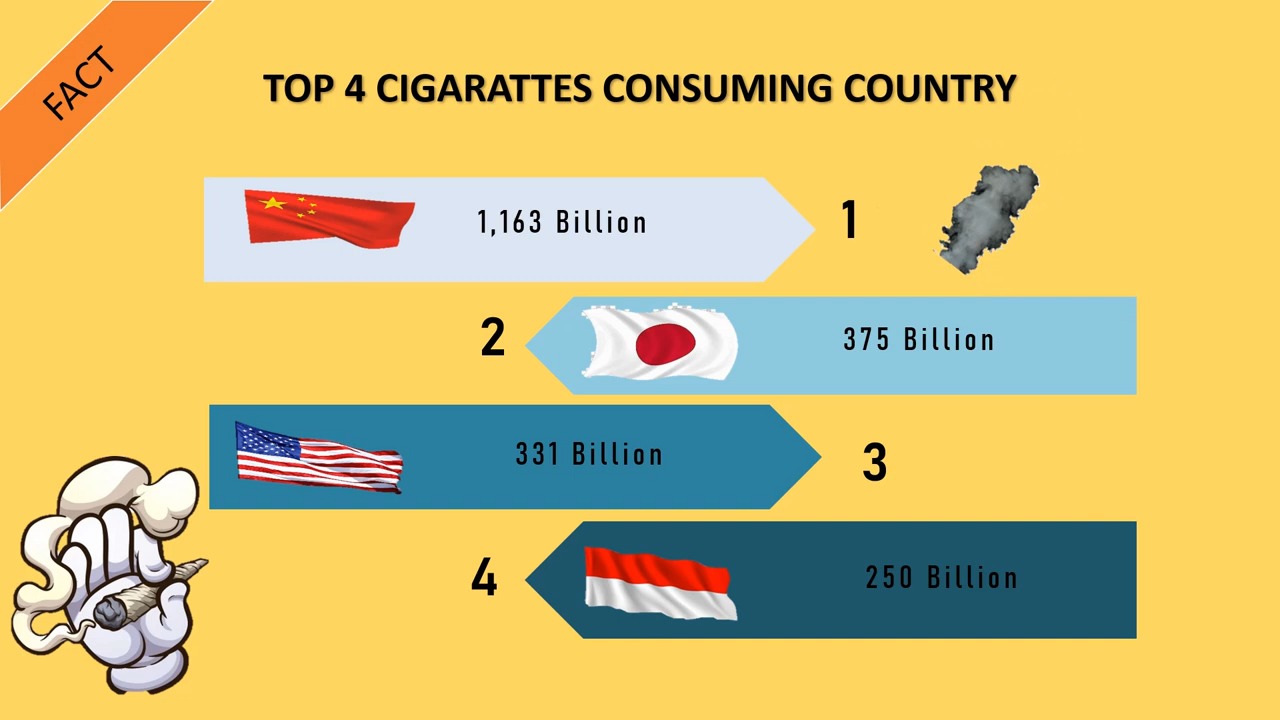 FACT
TOP 4 CIGARATTES CONSUMING COUNTRY
1,163 Billion 1
2 375 Billion
331 Billion 3
4 250 Billion